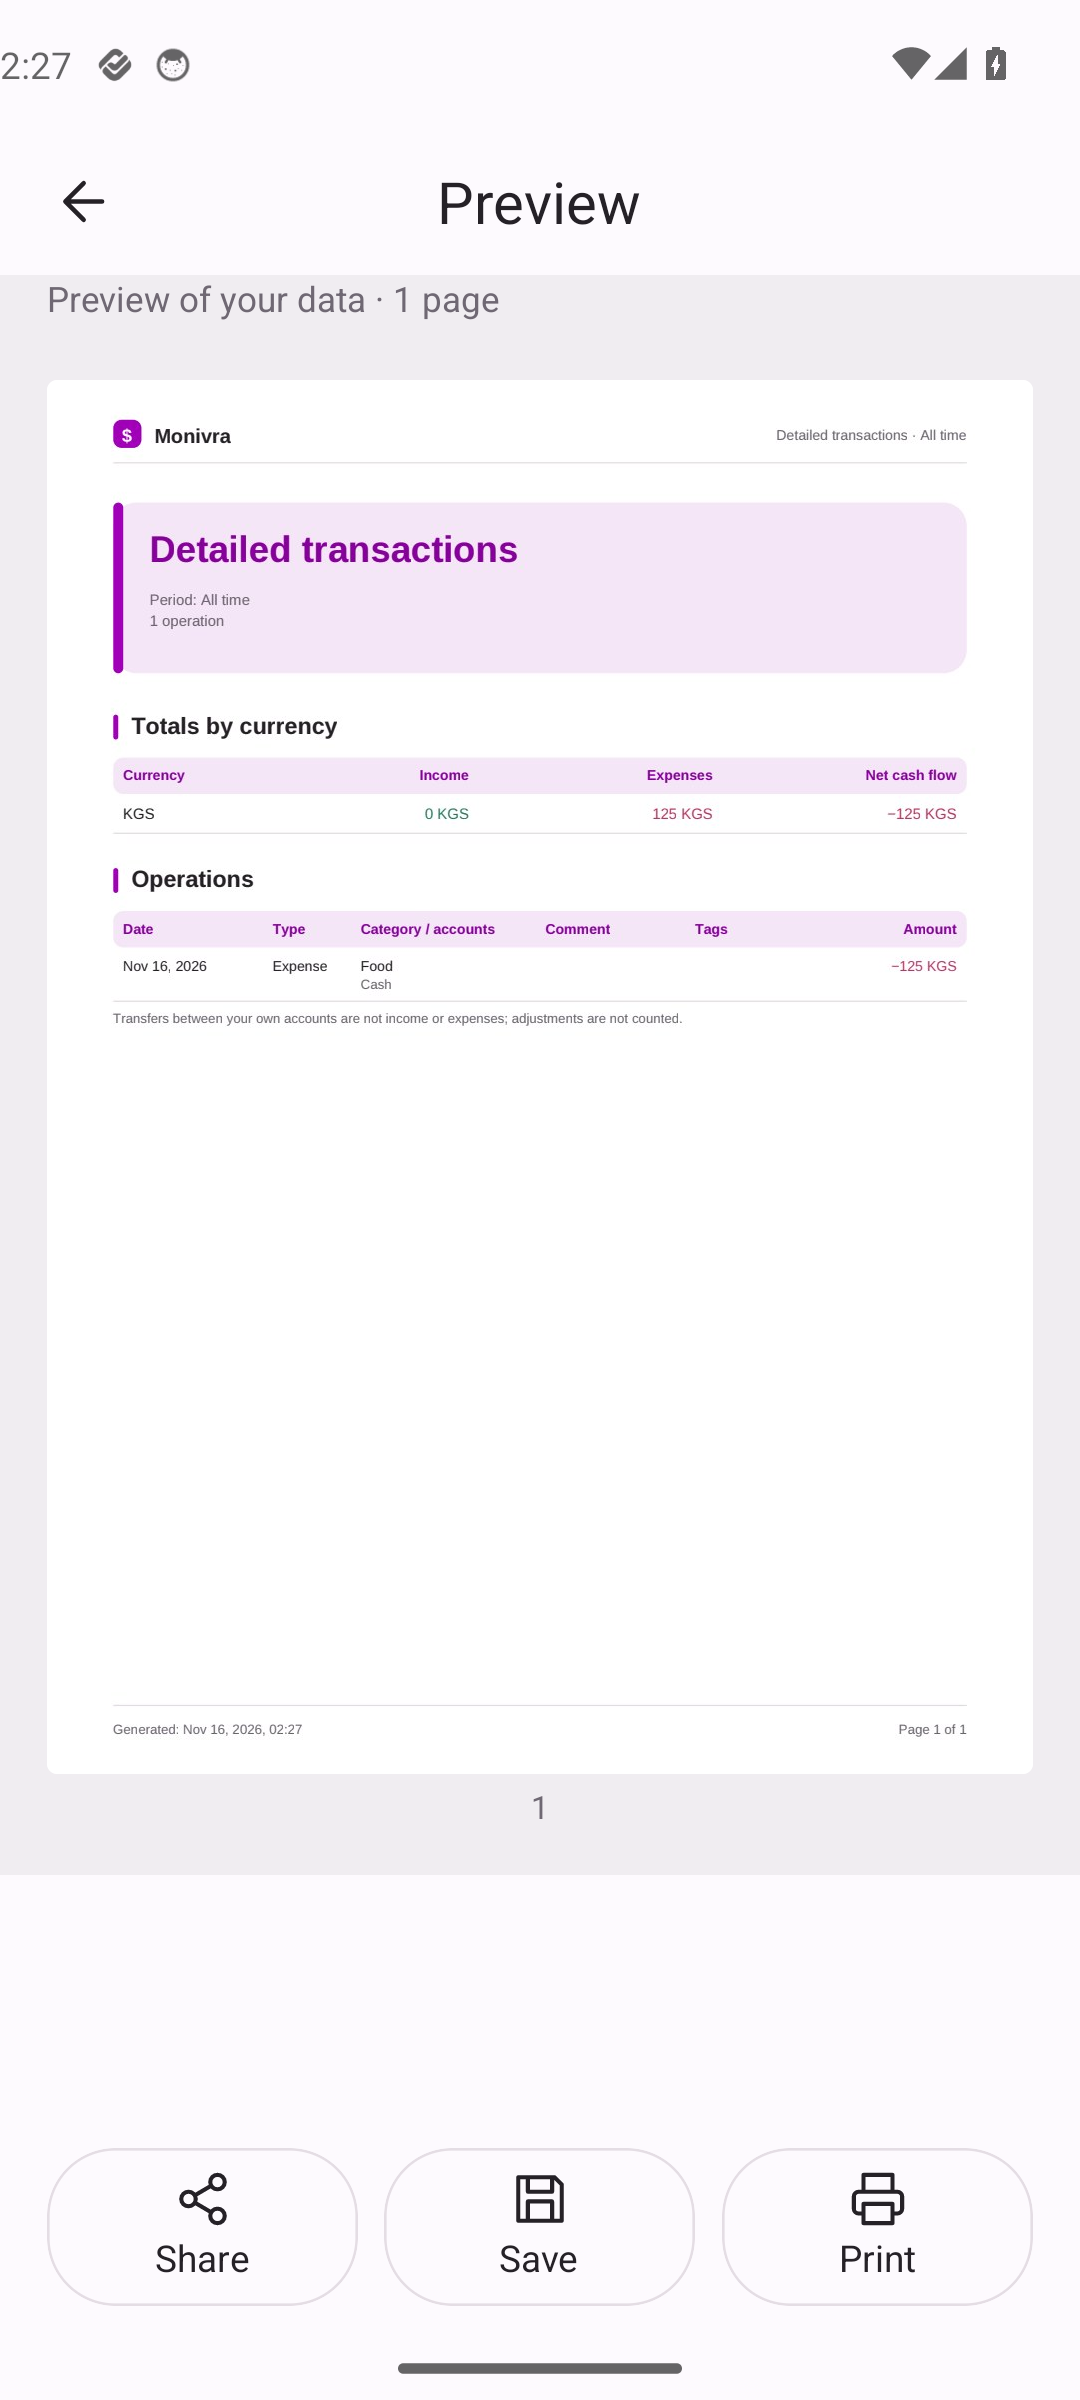 2:27
Preview
Preview of your data · 1 page
$ Monivra
Detailed transactions · All time
Detailed transactions
Period: All time
1 operation
Totals by currency
Currency Income Expenses Net cash flow
KGS 0 KGS 125 KGS −125 KGS
Operations
Date Type Category / accounts Comment Tags Amount
Nov 16, 2026 Expense Food −125 KGS
Cash
Transfers between your own accounts are not income or expenses; adjustments are not counted.
Generated: Nov 16, 2026, 02:27 Page 1 of 1
1
Share Save Print